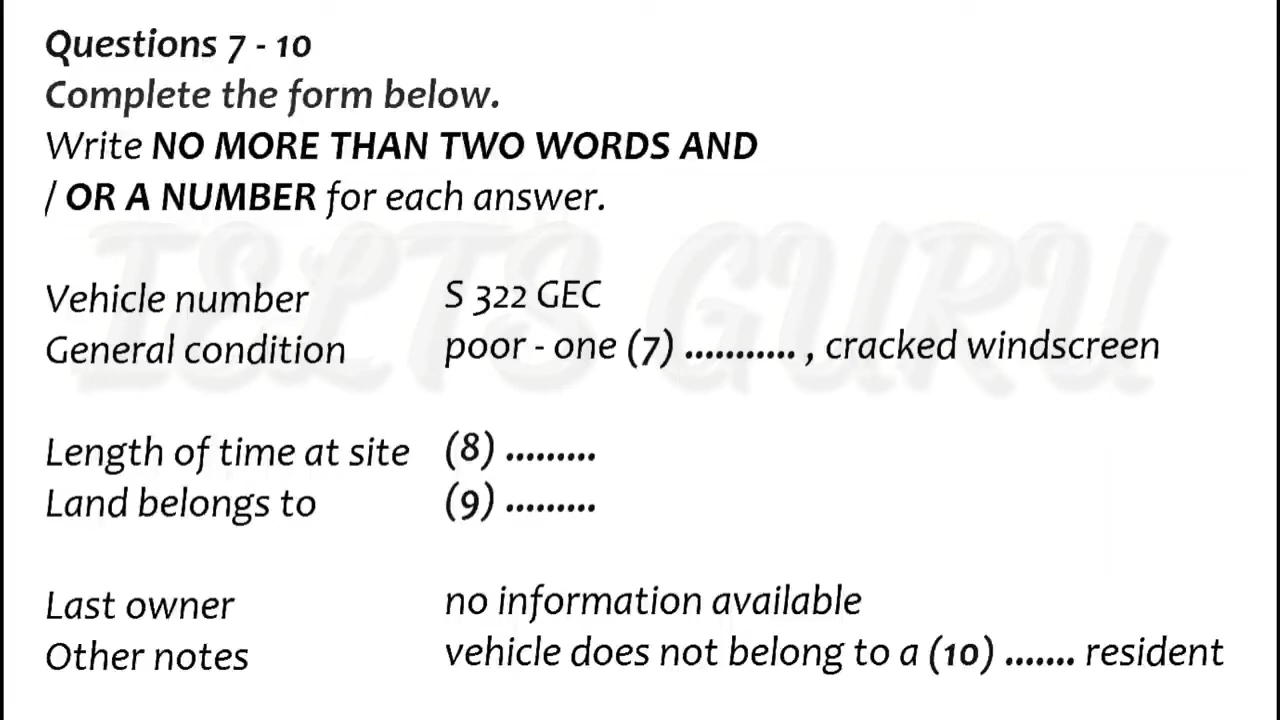 Questions 7 - 10
Complete the form below.
Write NO MORE THAN TWO WORDS AND
/ OR A NUMBER for each answer.
IELTS GURU
Vehicle number S 322 GEC
General condition poor - one (7) ........... , cracked windscreen
Length of time at site (8) .........
Land belongs to (9) .........
Last owner no information available
Other notes vehicle does not belong to a (10) ....... resident